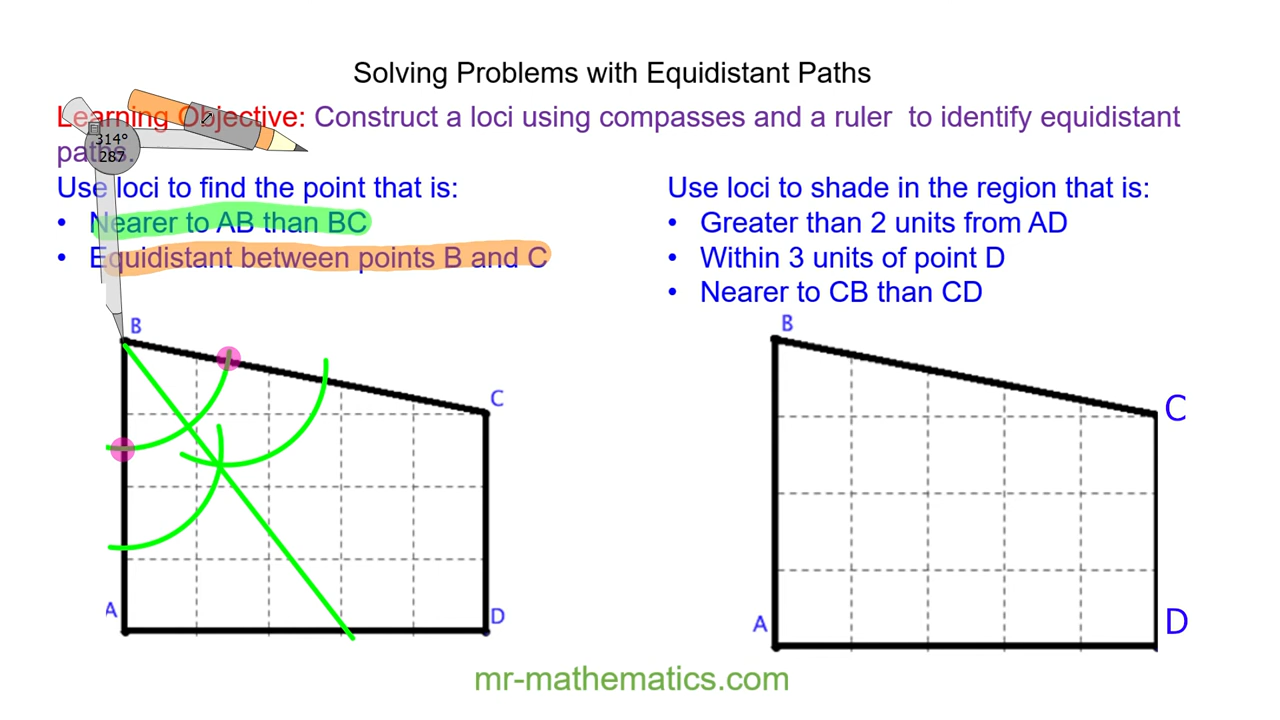 Solving Problems with Equidistant Paths
Learning Objective: Construct a loci using compasses and a ruler to identify equidistant
paths.
314°
287
Use loci to find the point that is:
• Nearer to AB than BC
• Equidistant between points B and C
B
C
A
D
Use loci to shade in the region that is:
• Greater than 2 units from AD
• Within 3 units of point D
• Nearer to CB than CD
B
C
A
D
mr-mathematics.com